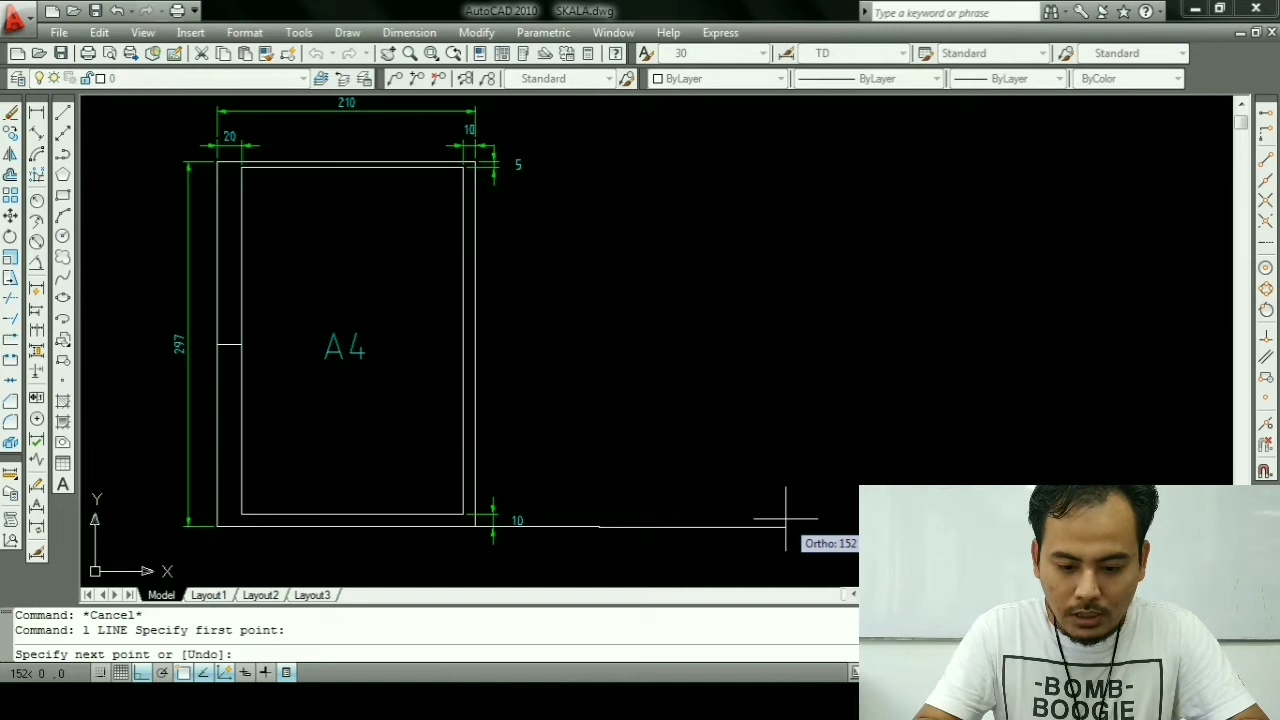 AutoCAD 2010 SKALA.dwg
Type a keyword or phrase
File Edit View Insert Format Tools Draw Dimension Modify Parametric Window Help Express
30 TD Standard Standard
0 Standard ByLayer ByLayer ByLayer ByColor
210
20
10
5
297
A4
10
Ortho: 152
Y
X
Model Layout1 Layout2 Layout3
Command: *Cancel*
Command: l LINE Specify first point:
Specify next point or [Undo]:
152< 0 ,0
A
-BOMB-
BOOGIE